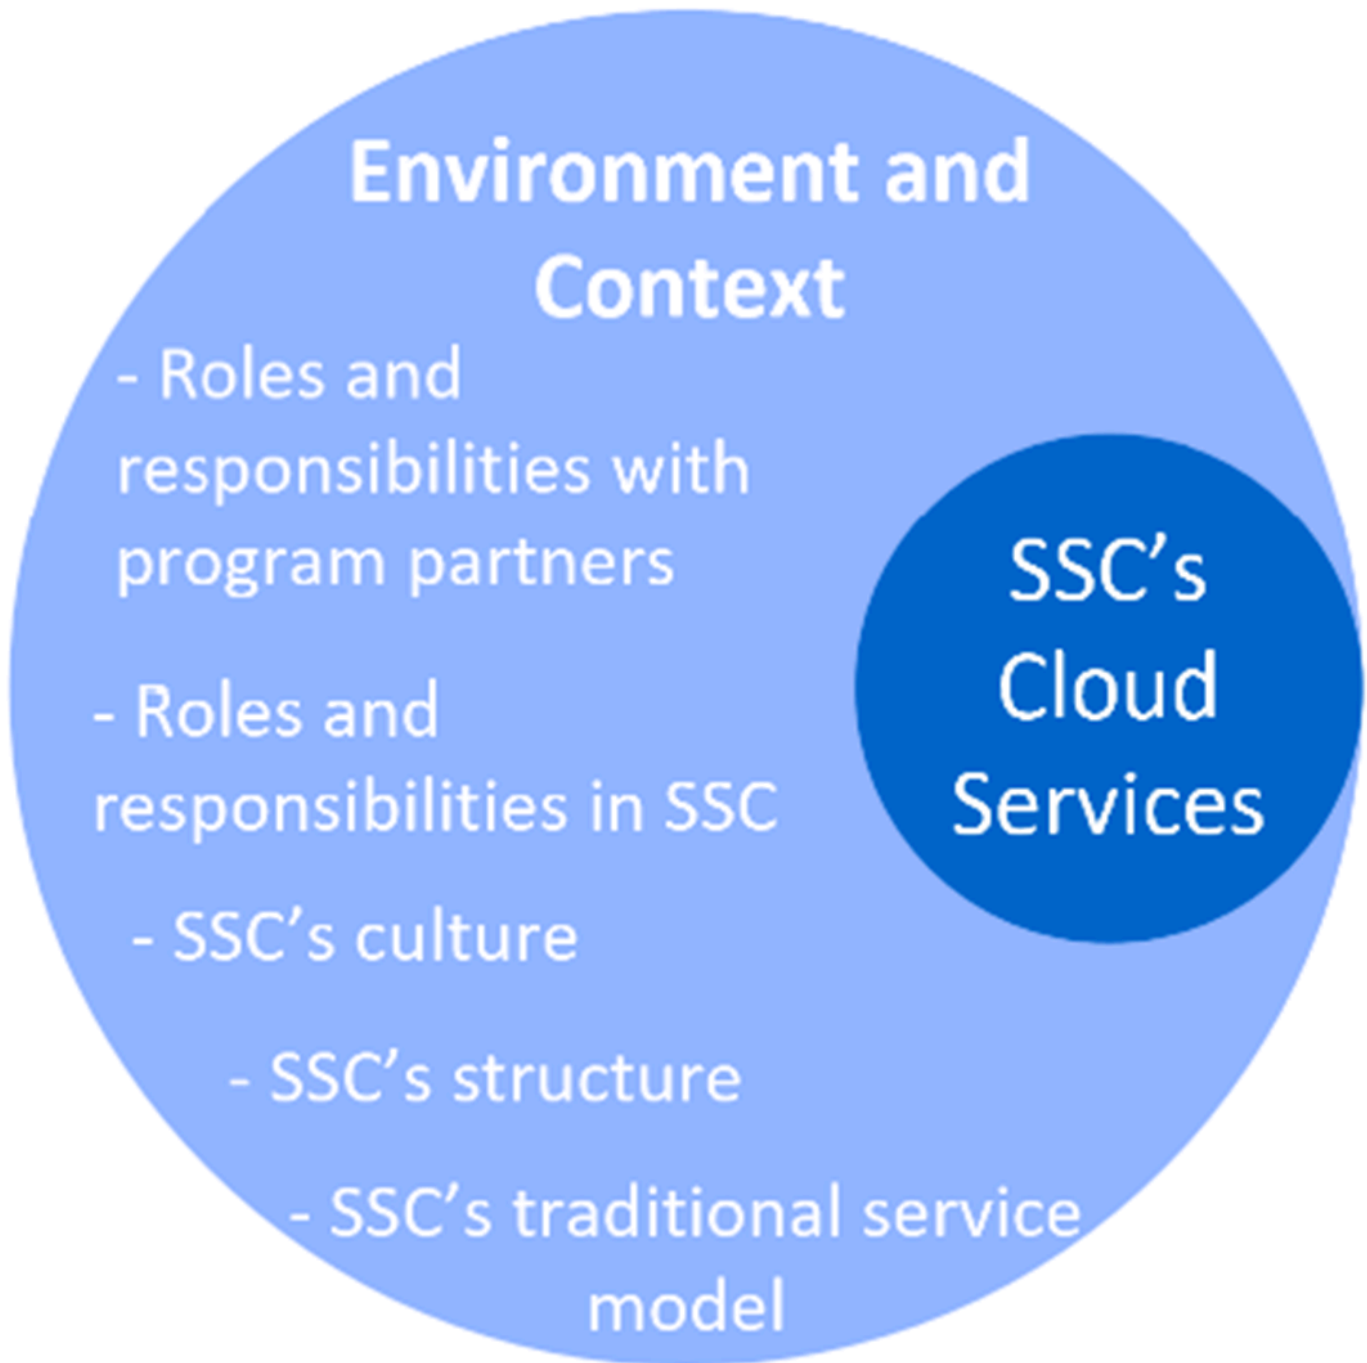 Environment and
Context
- Roles and
responsibilities with
program partners
- Roles and
responsibilities in SSC
- SSC’s culture
- SSC’s structure
- SSC’s traditional service
model
SSC’s
Cloud
Services